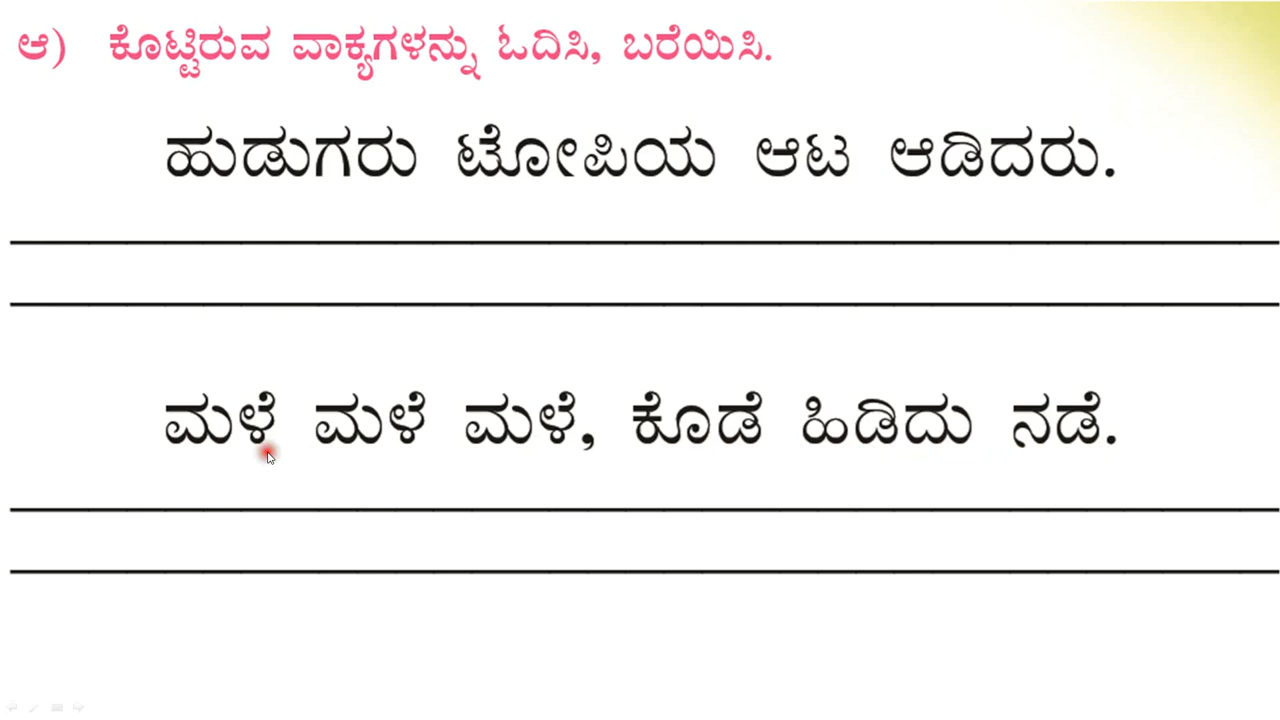 ಆ) ಕೊಟ್ಟಿರುವ ವಾಕ್ಯಗಳನ್ನು ಓದಿಸಿ, ಬರೆಯಿಸಿ.
ಹುಡುಗರು ಟೋಪಿಯ ಆಟ ಆಡಿದರು.
ಮಳೆ ಮಳೆ ಮಳೆ, ಕೊಡೆ ಹಿಡಿದು ನಡೆ.